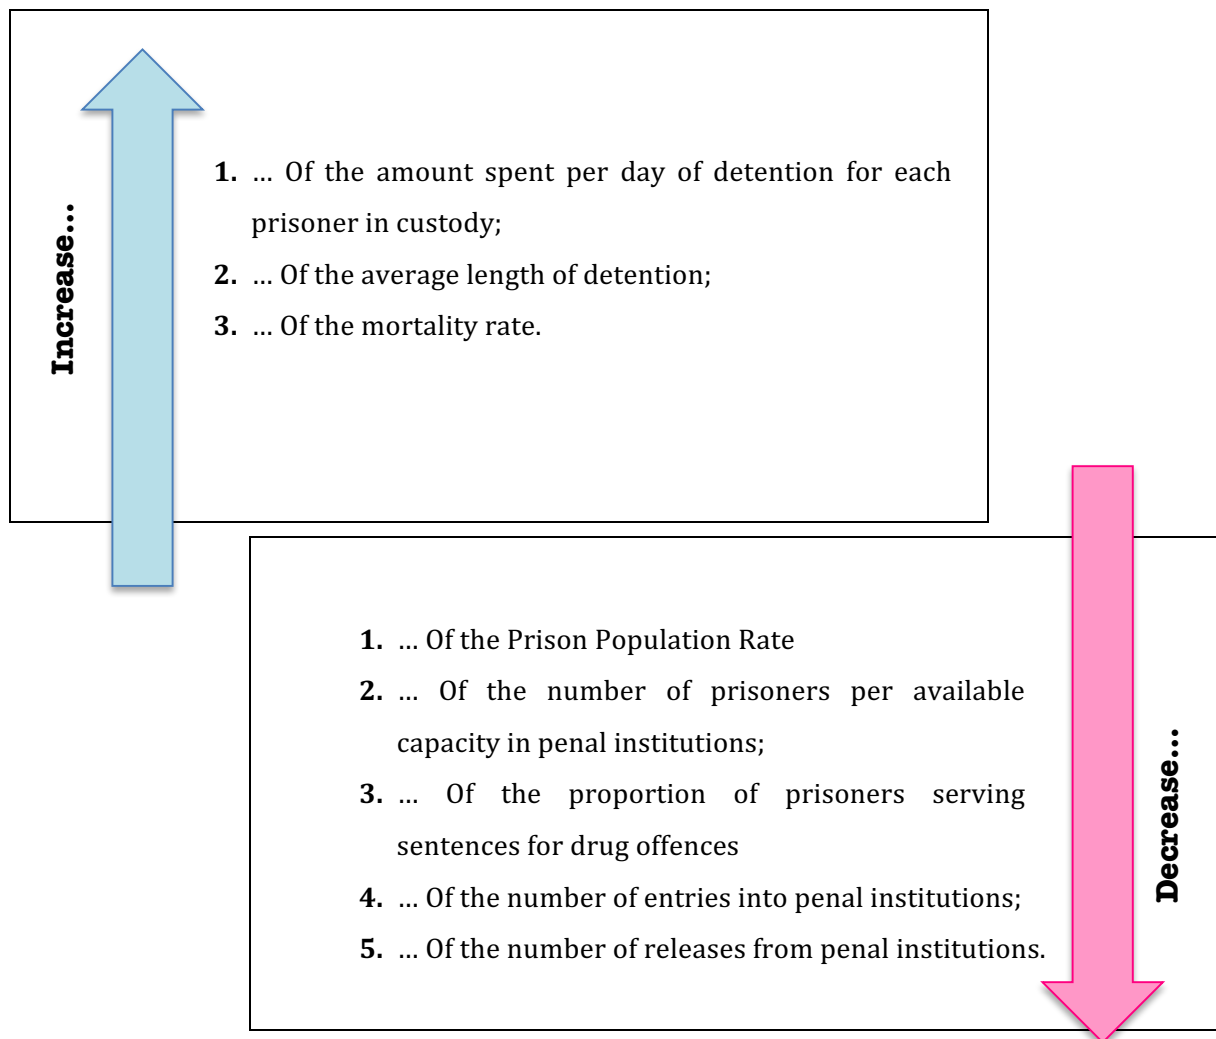 Increase…
1. … Of the amount spent per day of detention for each
prisoner in custody;
2. … Of the average length of detention;
3. … Of the mortality rate.
1. … Of the Prison Population Rate
2. … Of the number of prisoners per available
capacity in penal institutions;
3. … Of the proportion of prisoners serving
sentences for drug offences
4. … Of the number of entries into penal institutions;
5. … Of the number of releases from penal institutions.
Decrease…